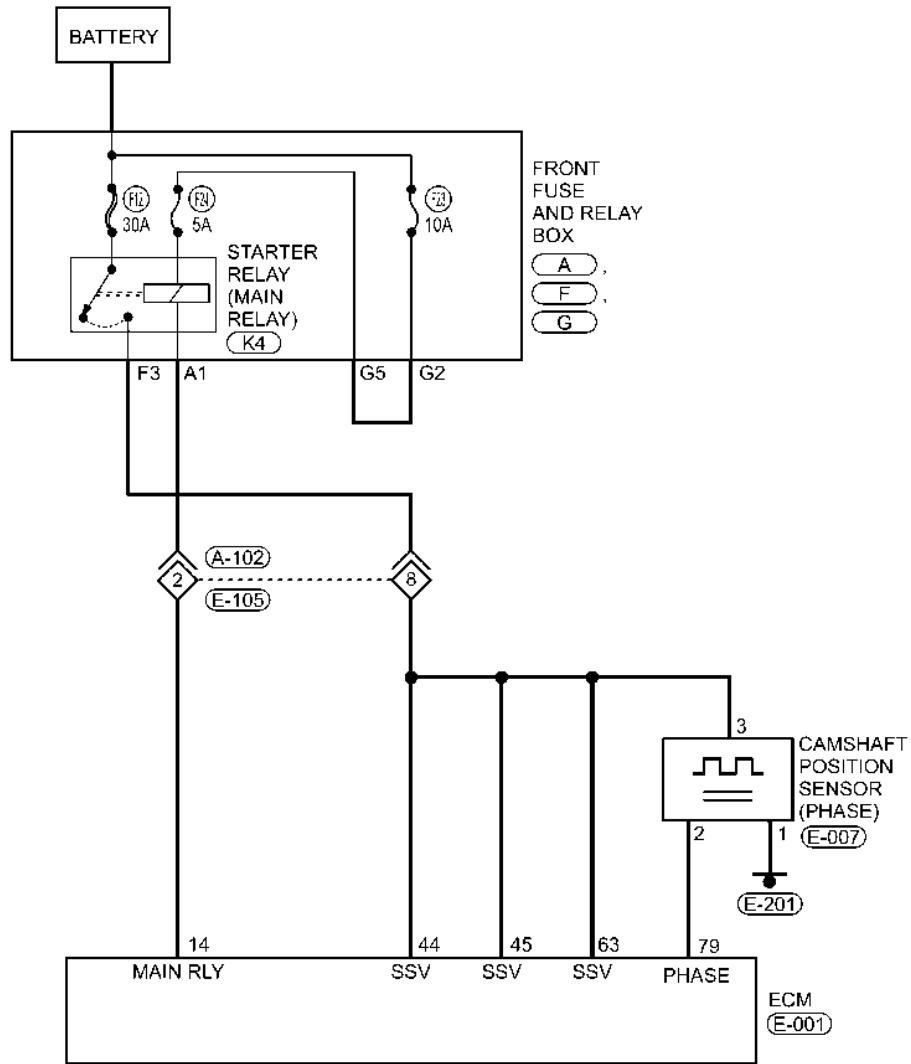 BATTERY
FRONT
FUSE
AND RELAY
BOX
A ,
F ,
G
F12
30A
F24
5A
10A
STARTER
RELAY
(MAIN
RELAY)
K4
F3 A1 G5 G2
A-102
2 8
E-105
3
CAMSHAFT
POSITION
SENSOR
(PHASE)
E-007
2 1
E-201
14 44 45 63 79
MAIN RLY SSV SSV SSV PHASE
ECM
E-001